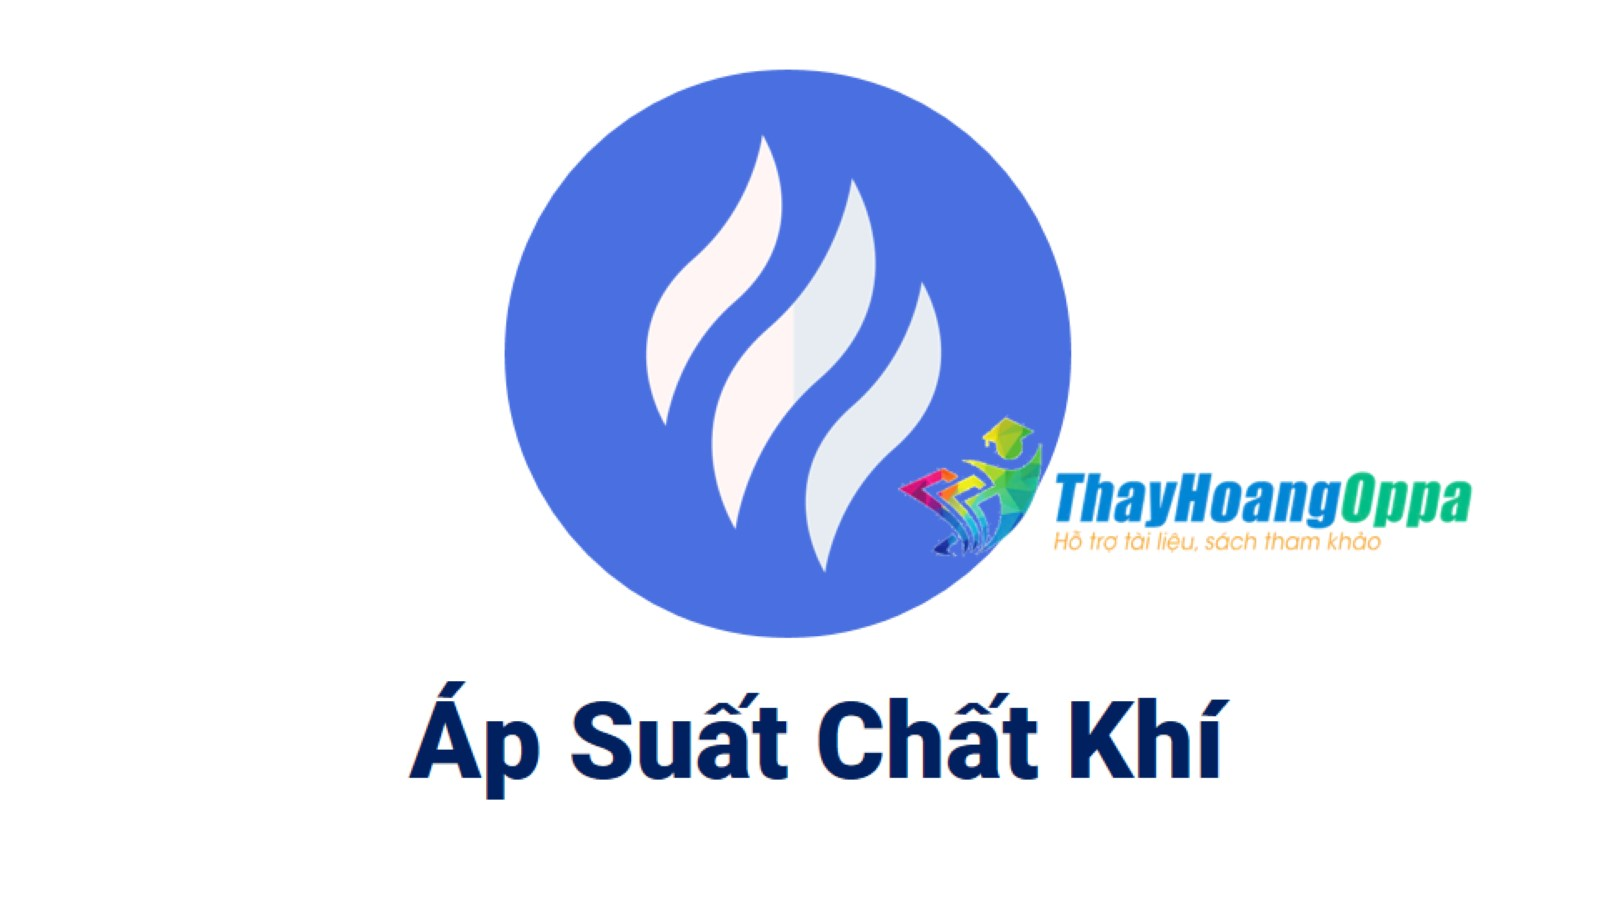 ThayHoangOppa
Hỗ trợ tài liệu, sách tham khảo
Áp Suất Chất Khí